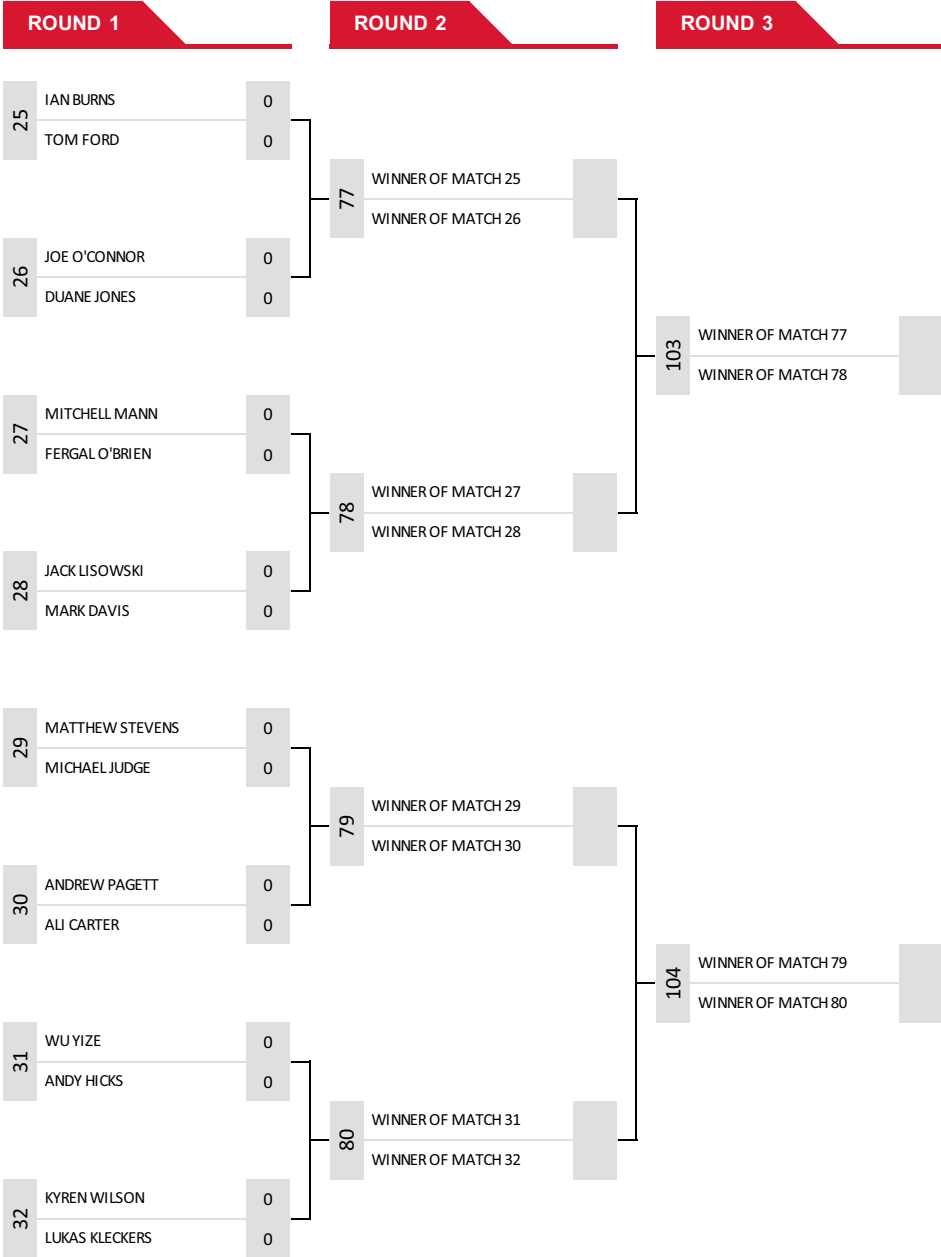 ROUND 1
ROUND 2
ROUND 3
25
IAN BURNS 0
TOM FORD 0
77
WINNER OF MATCH 25
WINNER OF MATCH 26
26
JOE O'CONNOR 0
DUANE JONES 0
103
WINNER OF MATCH 77
WINNER OF MATCH 78
27
MITCHELL MANN 0
FERGAL O'BRIEN 0
78
WINNER OF MATCH 27
WINNER OF MATCH 28
28
JACK LISOWSKI 0
MARK DAVIS 0
29
MATTHEW STEVENS 0
MICHAEL JUDGE 0
79
WINNER OF MATCH 29
WINNER OF MATCH 30
30
ANDREW PAGETT 0
ALI CARTER 0
104
WINNER OF MATCH 79
WINNER OF MATCH 80
31
WU YIZE 0
ANDY HICKS 0
80
WINNER OF MATCH 31
WINNER OF MATCH 32
32
KYREN WILSON 0
LUKAS KLECKERS 0